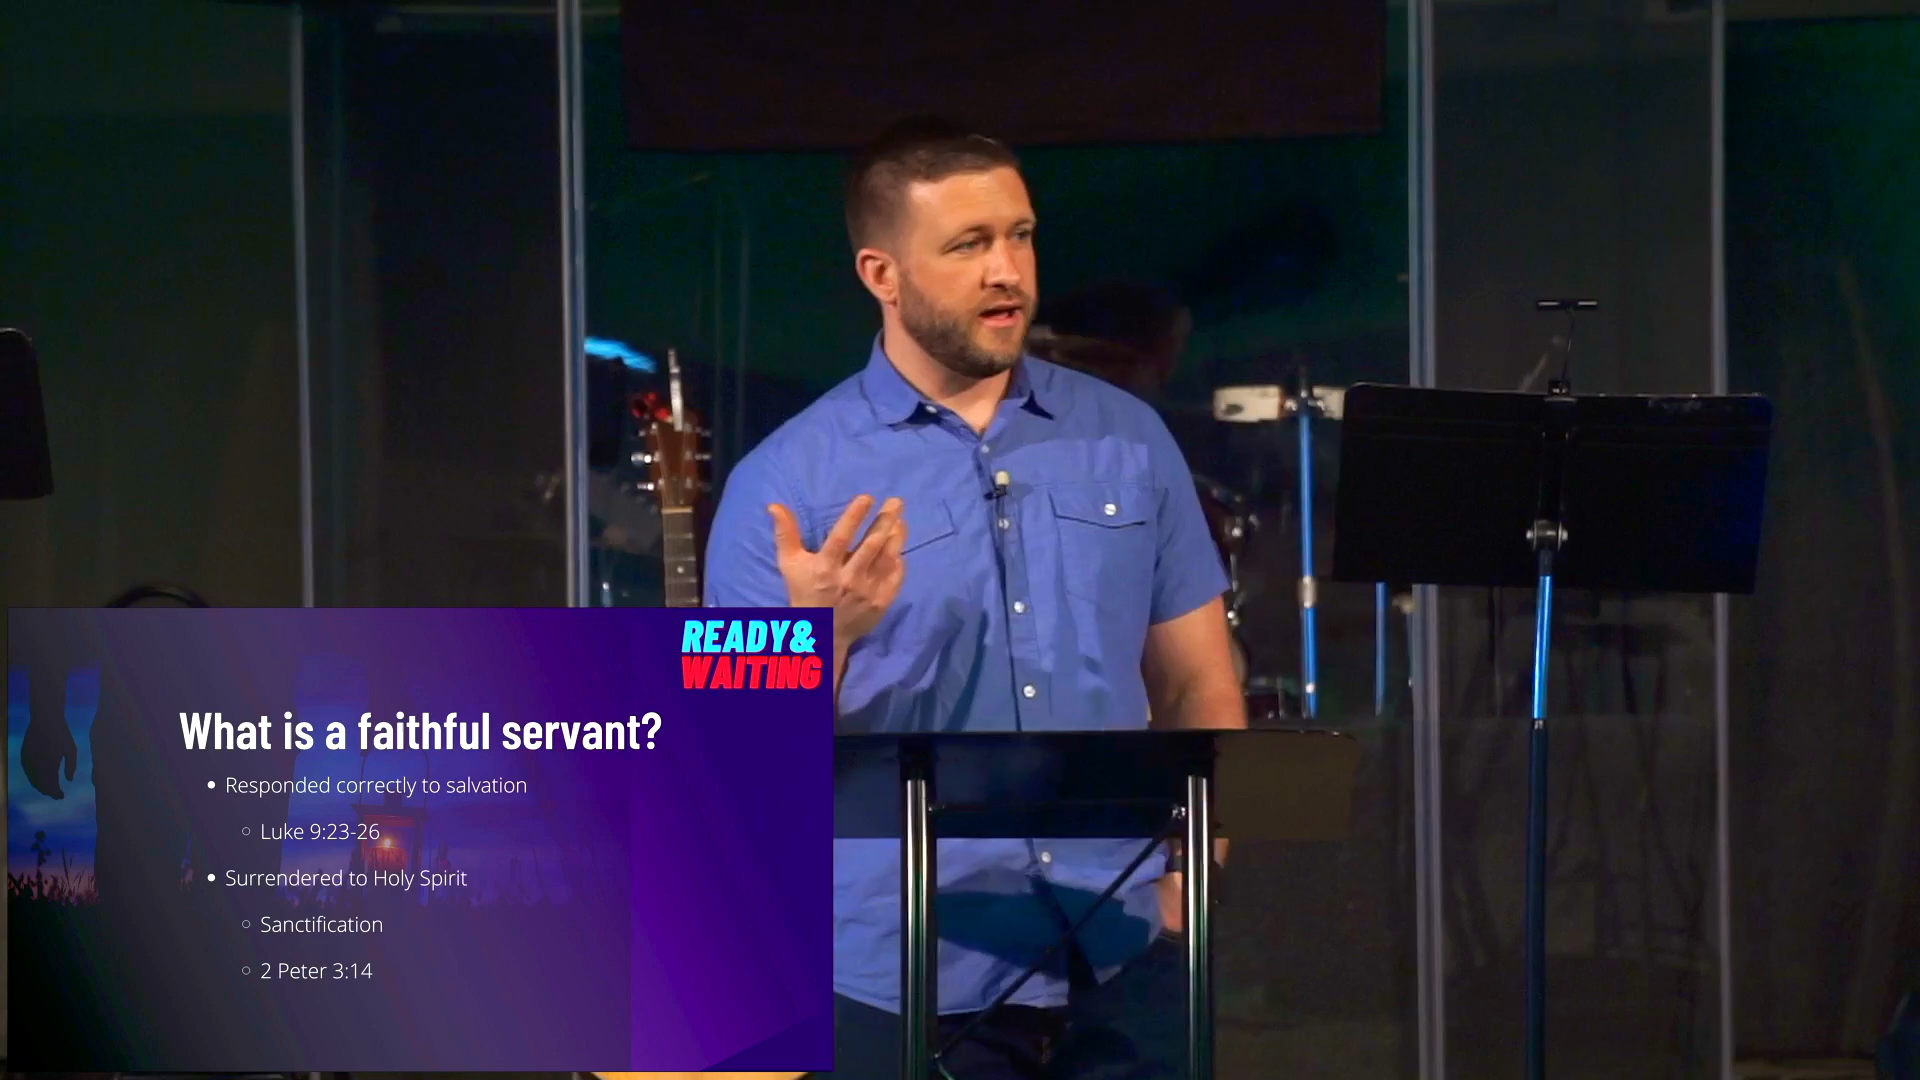 READY&
WAITING
What is a faithful servant?
Responded correctly to salvation
Luke 9:23-26
Surrendered to Holy Spirit
Sanctification
2 Peter 3:14